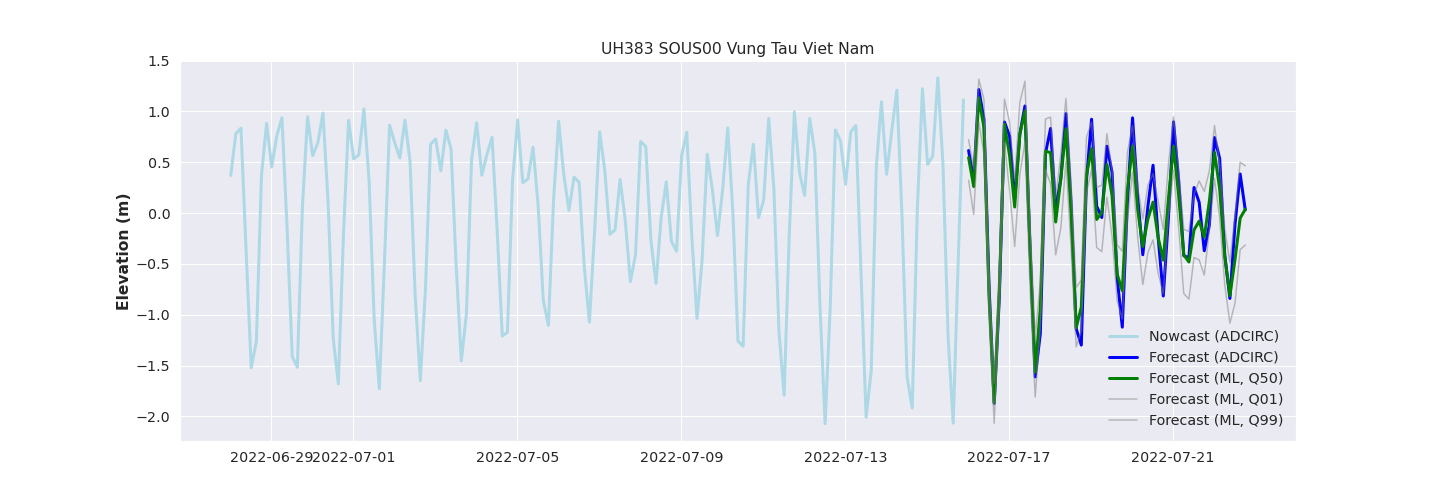 UH383 SOUS00 Vung Tau Viet Nam
Elevation (m)
1.5
1.0
0.5
0.0
−0.5
−1.0
−1.5
−2.0
2022-06-29
2022-07-01
2022-07-05
2022-07-09
2022-07-13
2022-07-17
2022-07-21
Nowcast (ADCIRC)
Forecast (ADCIRC)
Forecast (ML, Q50)
Forecast (ML, Q01)
Forecast (ML, Q99)